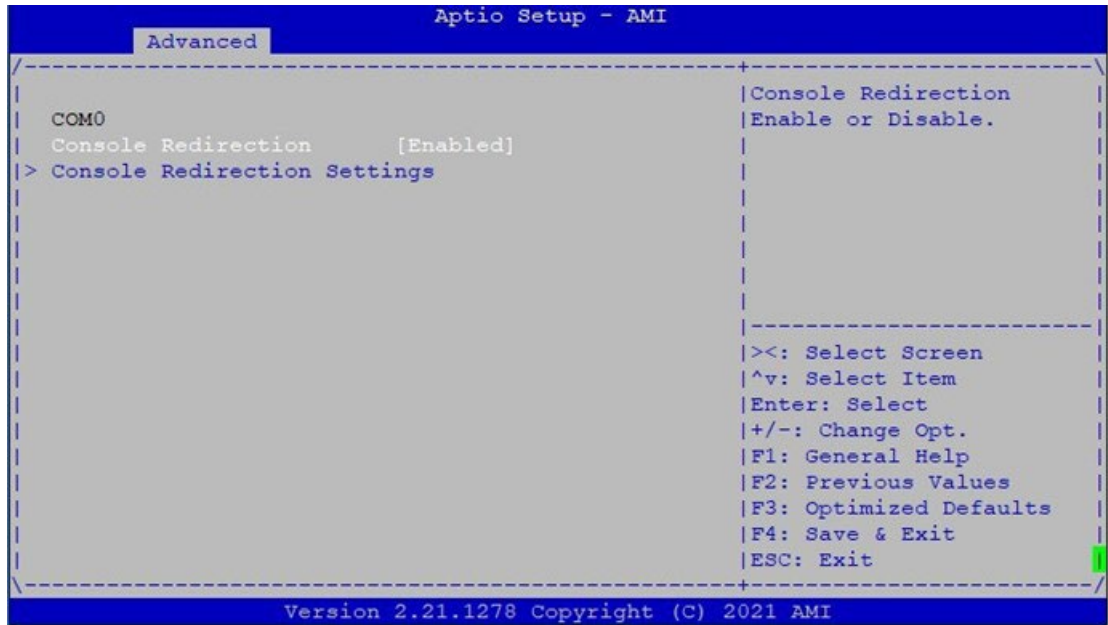 Aptio Setup - AMI
Advanced
COM0
Console Redirection [Enabled]
> Console Redirection Settings
Console Redirection
Enable or Disable.
><: Select Screen
^v: Select Item
Enter: Select
+/-: Change Opt.
F1: General Help
F2: Previous Values
F3: Optimized Defaults
F4: Save & Exit
ESC: Exit
Version 2.21.1278 Copyright (C) 2021 AMI